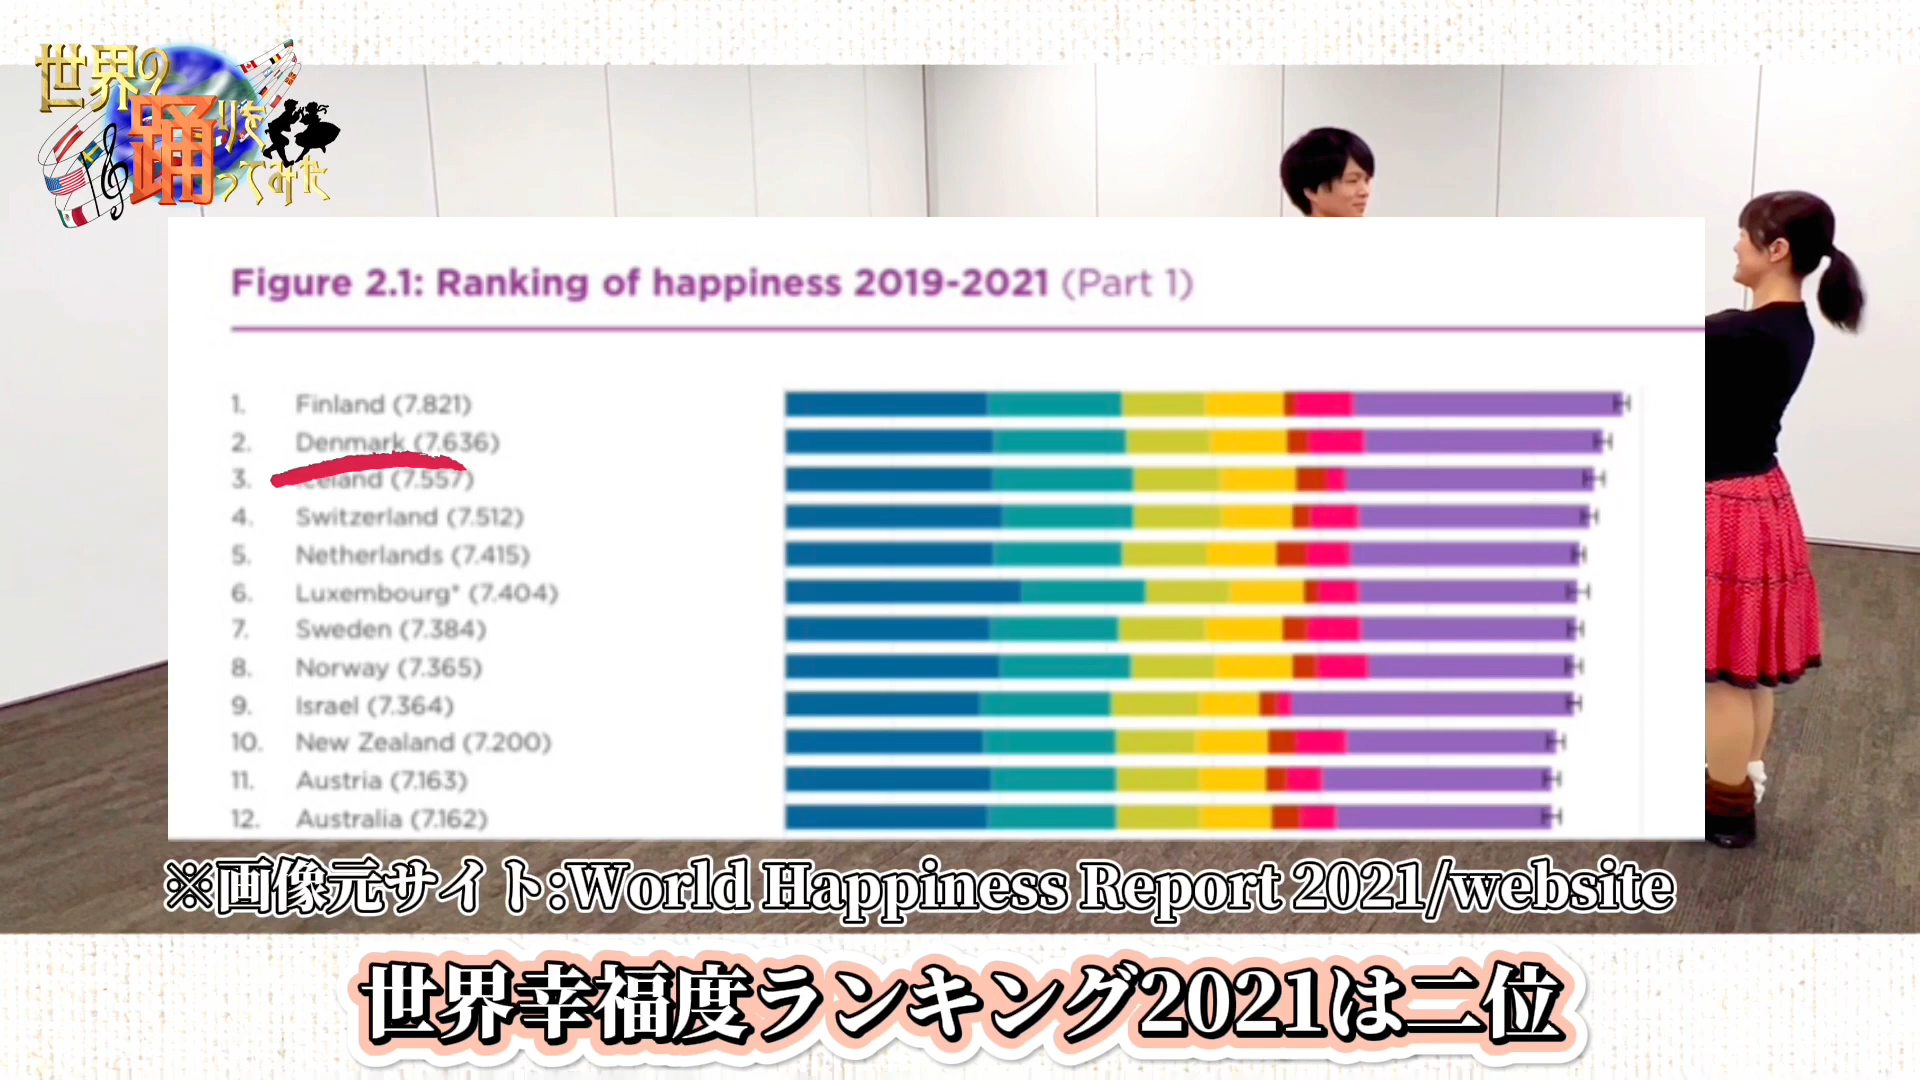 世界の
踊りを
ってみた
Figure 2.1: Ranking of happiness 2019-2021 (Part 1)
1. Finland (7.821)
2. Denmark (7.636)
3. Iceland (7.557)
4. Switzerland (7.512)
5. Netherlands (7.415)
6. Luxembourg* (7.404)
7. Sweden (7.384)
8. Norway (7.365)
9. Israel (7.364)
10. New Zealand (7.200)
11. Austria (7.163)
12. Australia (7.162)
※画像元サイト:World Happiness Report 2021/website
世界幸福度ランキング2021は二位